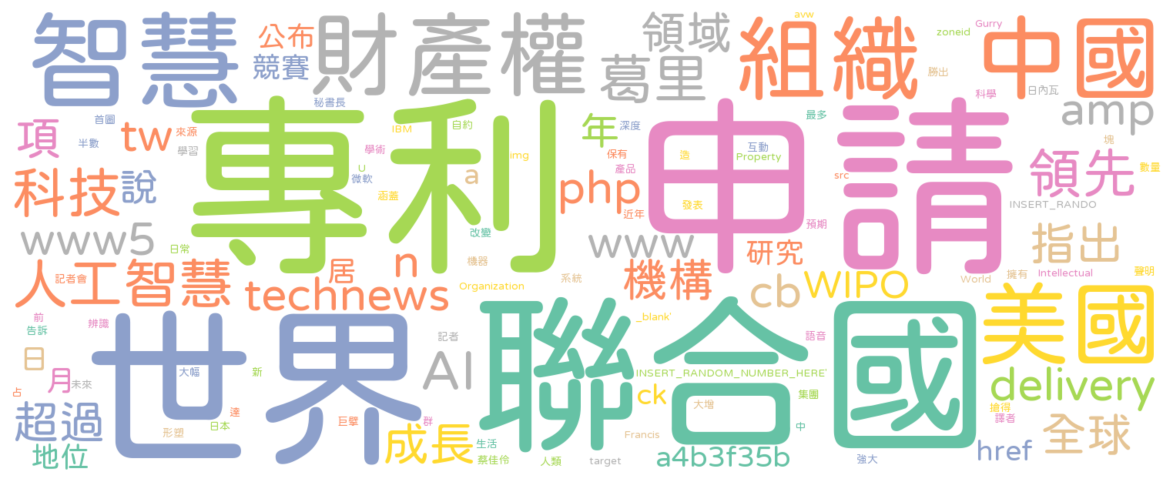 智慧
公布
財產權
領域
avw
組織
zoneid
Gurry
中國
競賽
葛里
勝出
日內瓦
科學
amp
首圖
秘書長
項
半數
tw
來源
學習
專利
IBM
自約
img
年
深度
保有
申請
最多
互動
Property
造
塊
數量
領先
學術
u
微軟
涵蓋
a
產品
src
科技
說
php
近年
發表
INSERT_RANDO
www5
日常
改變
www
預期
指出
研究
人工智慧
記者會
居
n
機器
系統
機構
cb
WIPO
World
擁有
Intellectual
聲明
technews
Organization
_blank'
前
告訴
辨識
世界
聯合國
美國
記者
語音
日
月
未來
大幅
新
AI
INSERT_RANDOM_NUMBER_HERE'
delivery
占
ck
大增
集團
搶得
超過
達
日本
巨擘
群
譯者
形塑
成長
生活
Francis
中
全球
地位
蔡佳伶
人類
target
a4b3f35b
強大
href